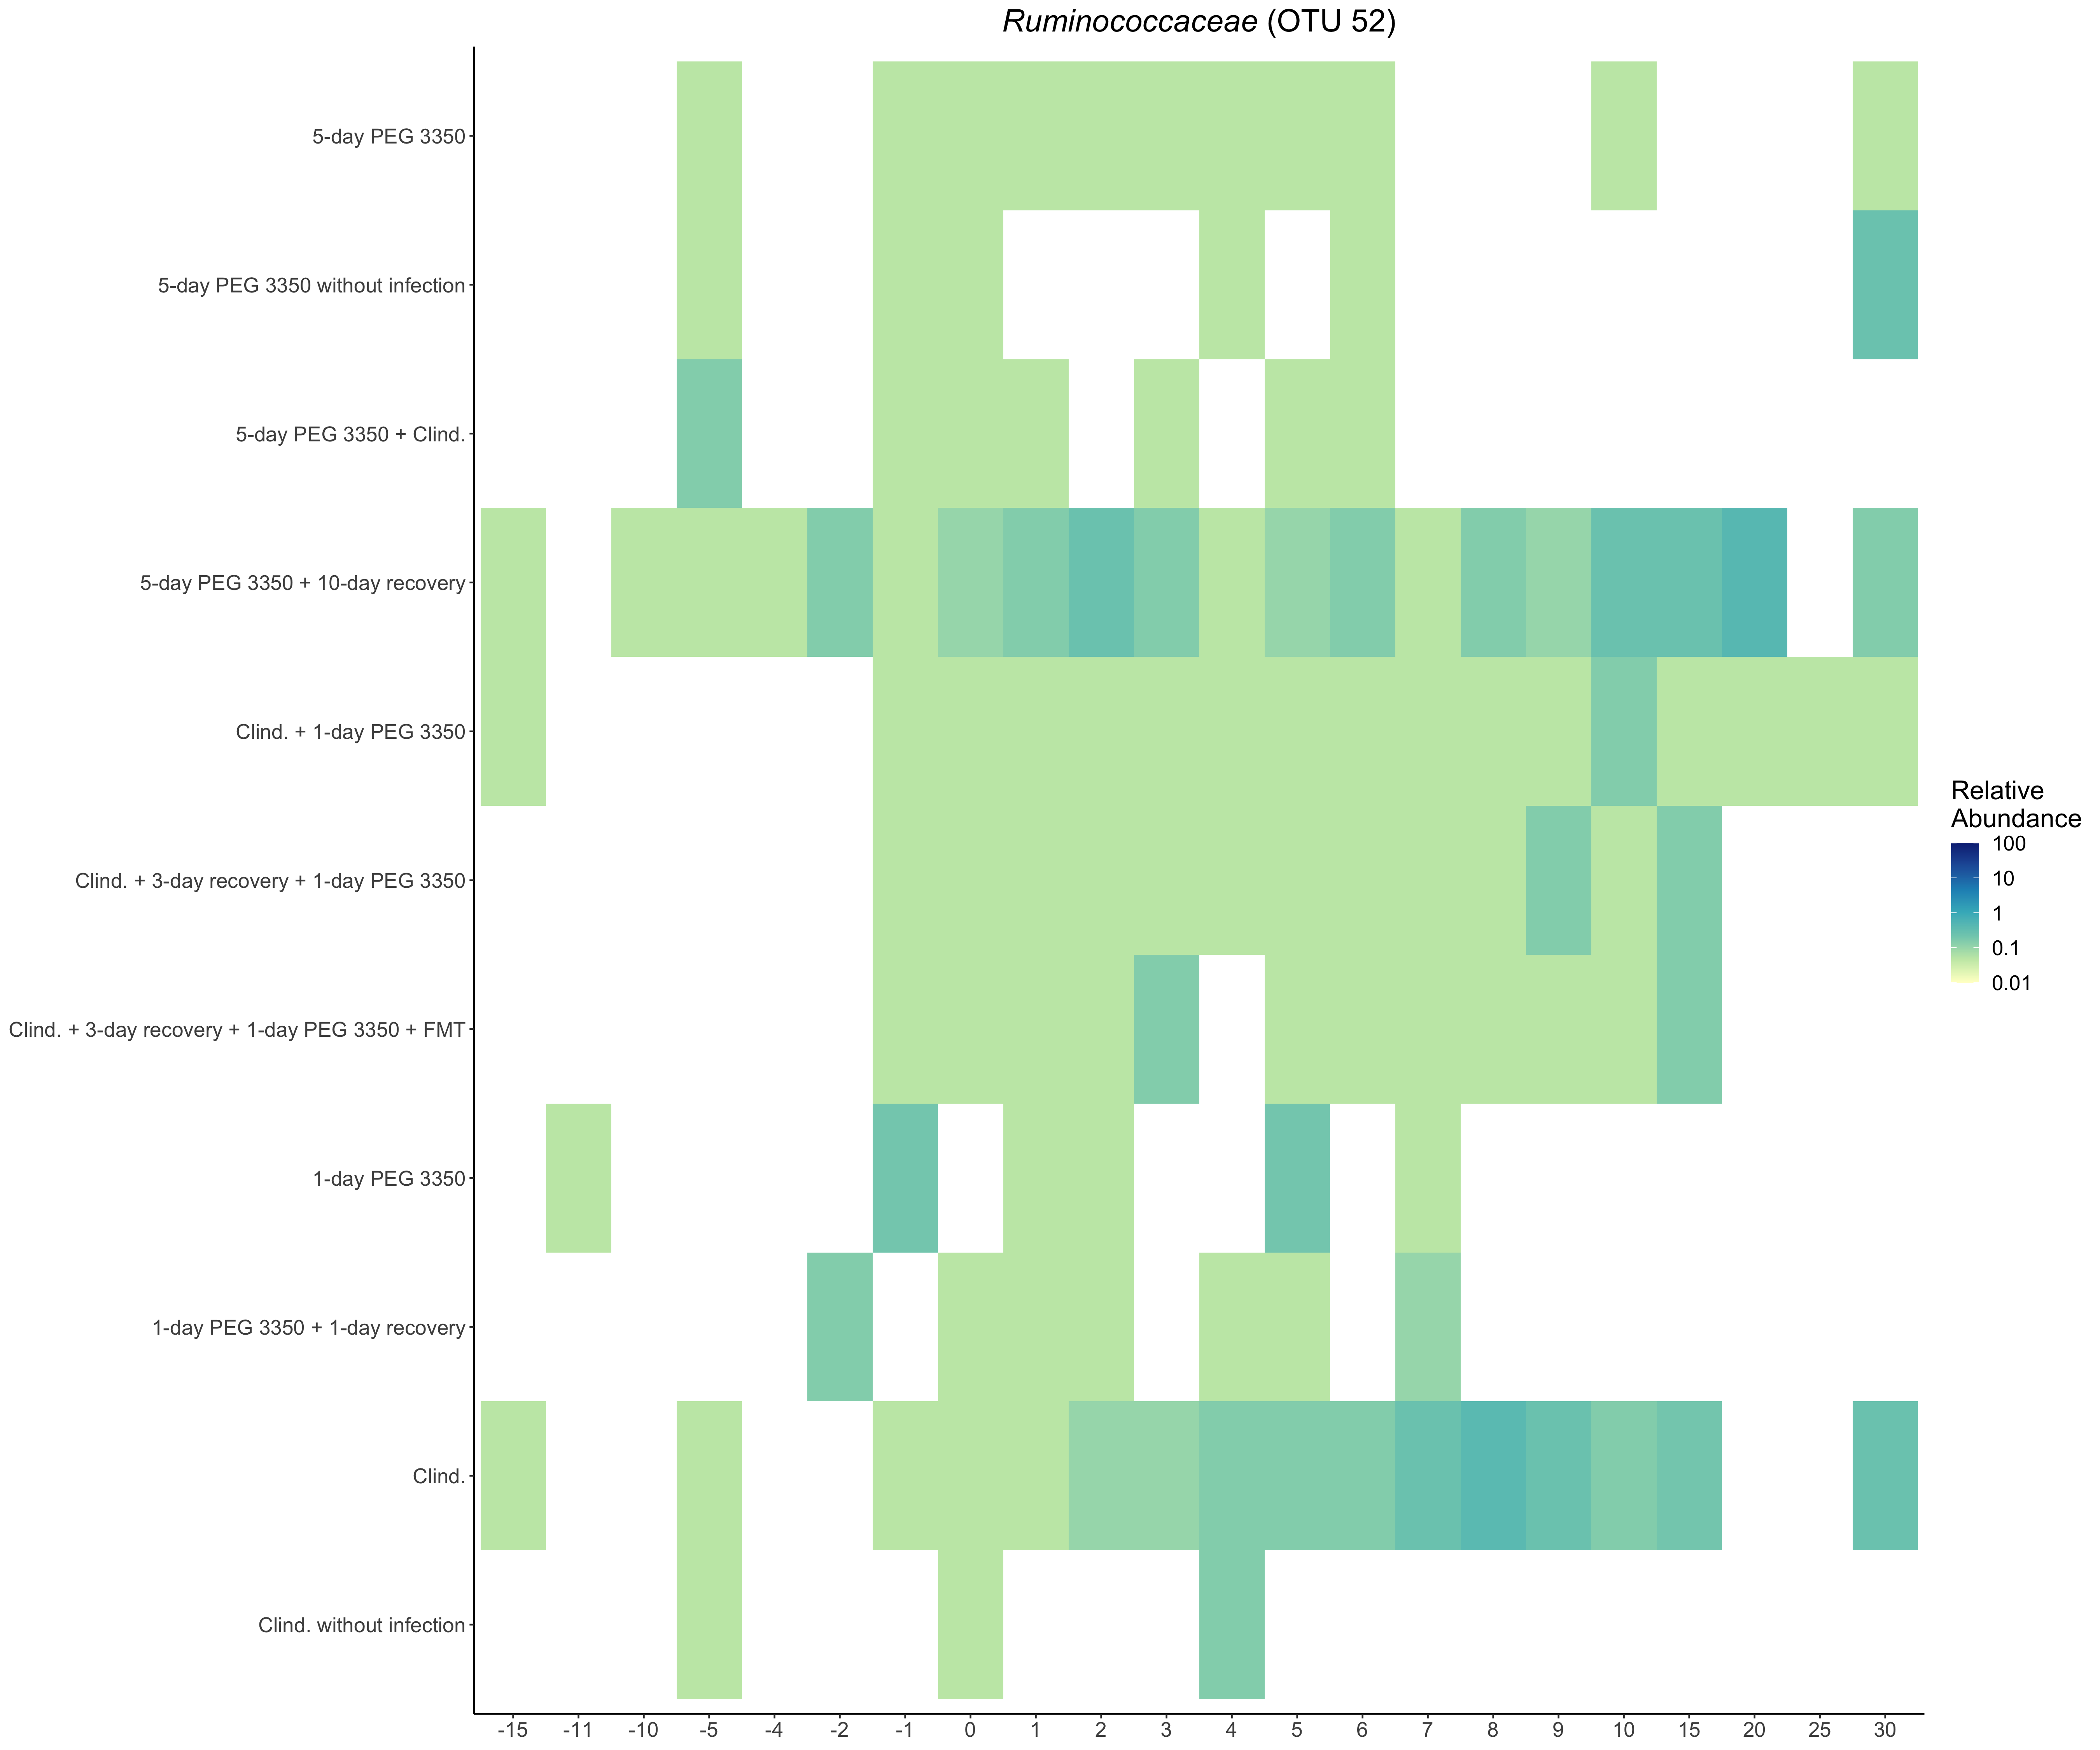 Ruminococcaceae (OTU 52)
5-day PEG 3350
5-day PEG 3350 without infection
5-day PEG 3350 + Clind.
5-day PEG 3350 + 10-day recovery
Clind. + 1-day PEG 3350
Clind. + 3-day recovery + 1-day PEG 3350
Clind. + 3-day recovery + 1-day PEG 3350 + FMT
1-day PEG 3350
1-day PEG 3350 + 1-day recovery
Clind.
Clind. without infection
-15 -11 -10 -5 -4 -2 -1 0 1 2 3 4 5 6 7 8 9 10 15 20 25 30
Relative
Abundance
100
10
1
0.1
0.01